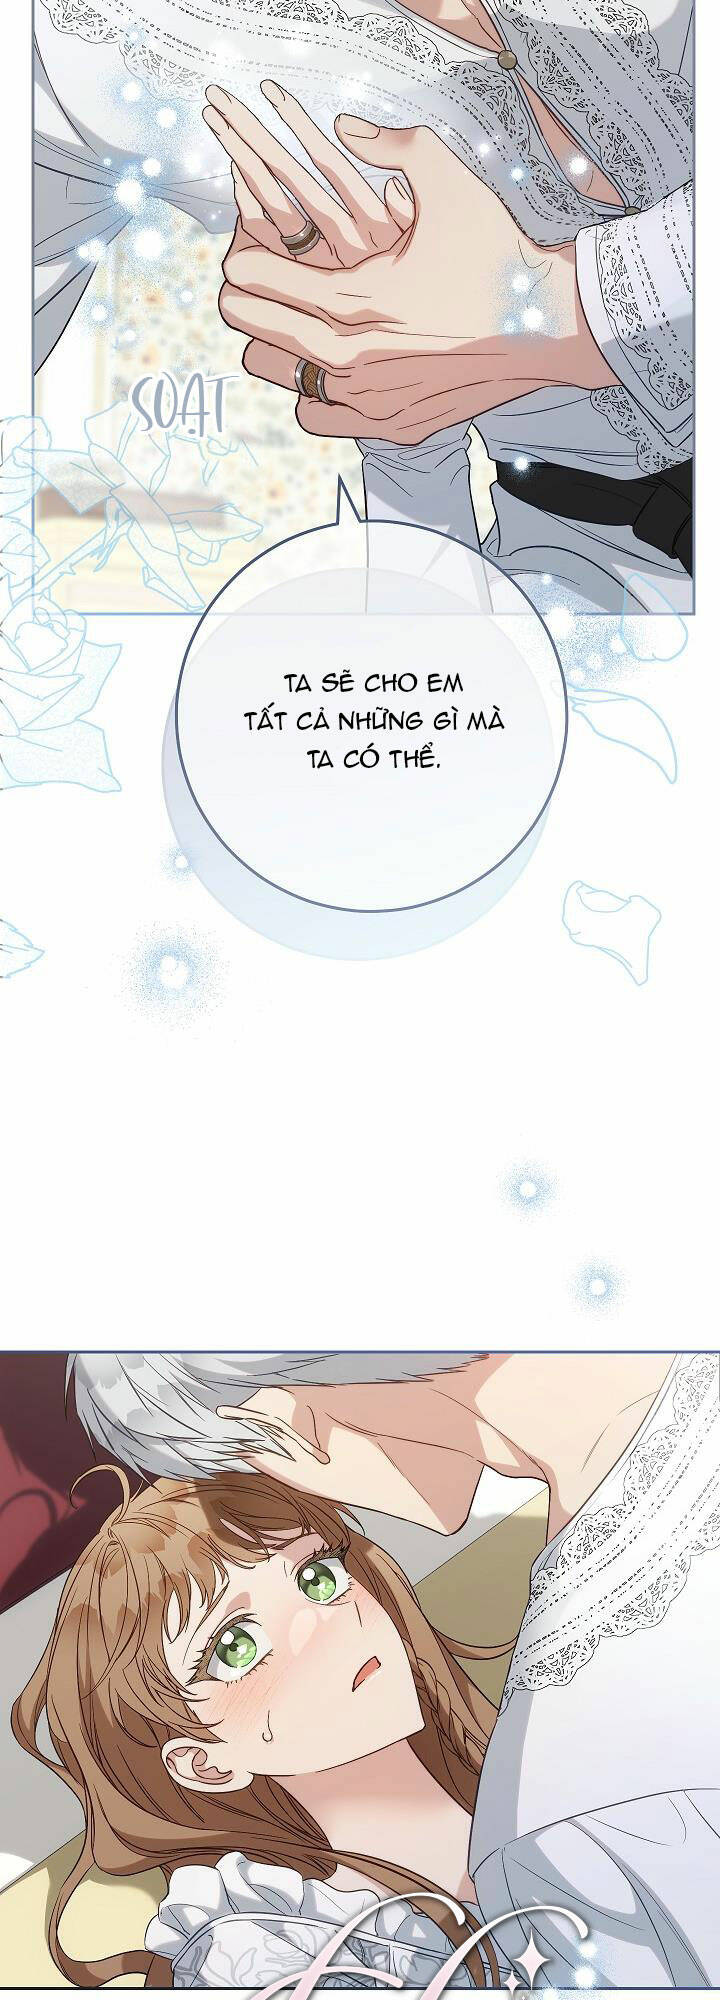 SOẠT
TA SẼ CHO EM
TẤT CẢ NHỮNG GÌ MÀ
TA CÓ THỂ.